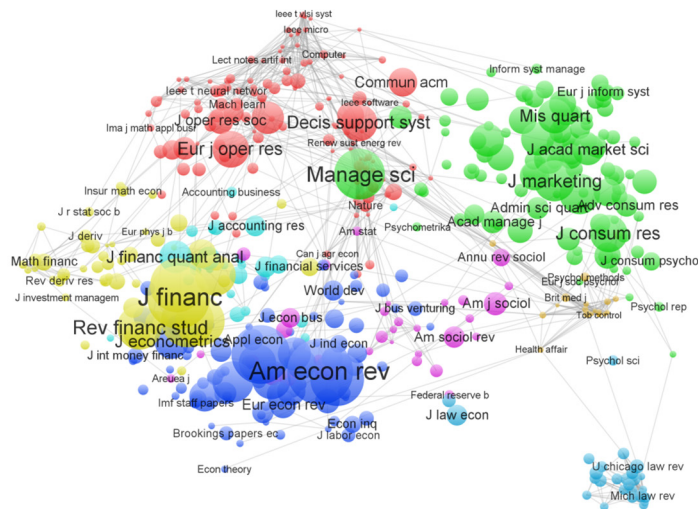 Ieee t vlsi syst
Ieee micro
Lect notes artif int
Computer
Ieee t neural networ
Commun acm
Mach learn
Ieee software
J oper res soc
Decis support syst
Ima j math appl busi
Renew sust energ rev
Eur j oper res
Inform syst manage
Eur j inform syst
Mis quart
J acad market sci
J marketing
Adv consum res
Admin sci quart
Acad manage j
J consum res
J consum psycho
Manage sci
Nature
Insur math econ
Accounting business
J r stat soc b
Eur phys j b
J accounting res
Am stat
Psychometrika
J deriv
Math financ
J financ quant anal
Can j agr econ
J financial services
Annu rev sociol
Rev deriv res
J investment managem
J financ
World dev
Psychol methods
Eur j soc psychol
Brit med j
Tob control
Psychol rep
J bus venturing
Am j sociol
Rev financ stud
J econ bus
J econometrics
Appl econ
J ind econ
Am sociol rev
J int money financ
Health affair
Psychol sci
Areuea j
Am econ rev
Imf staff papers
Eur econ rev
Federal reserve b
J law econ
Econ inq
Brookings papers ec
J labor econ
Econ theory
U chicago law rev
Mich law rev